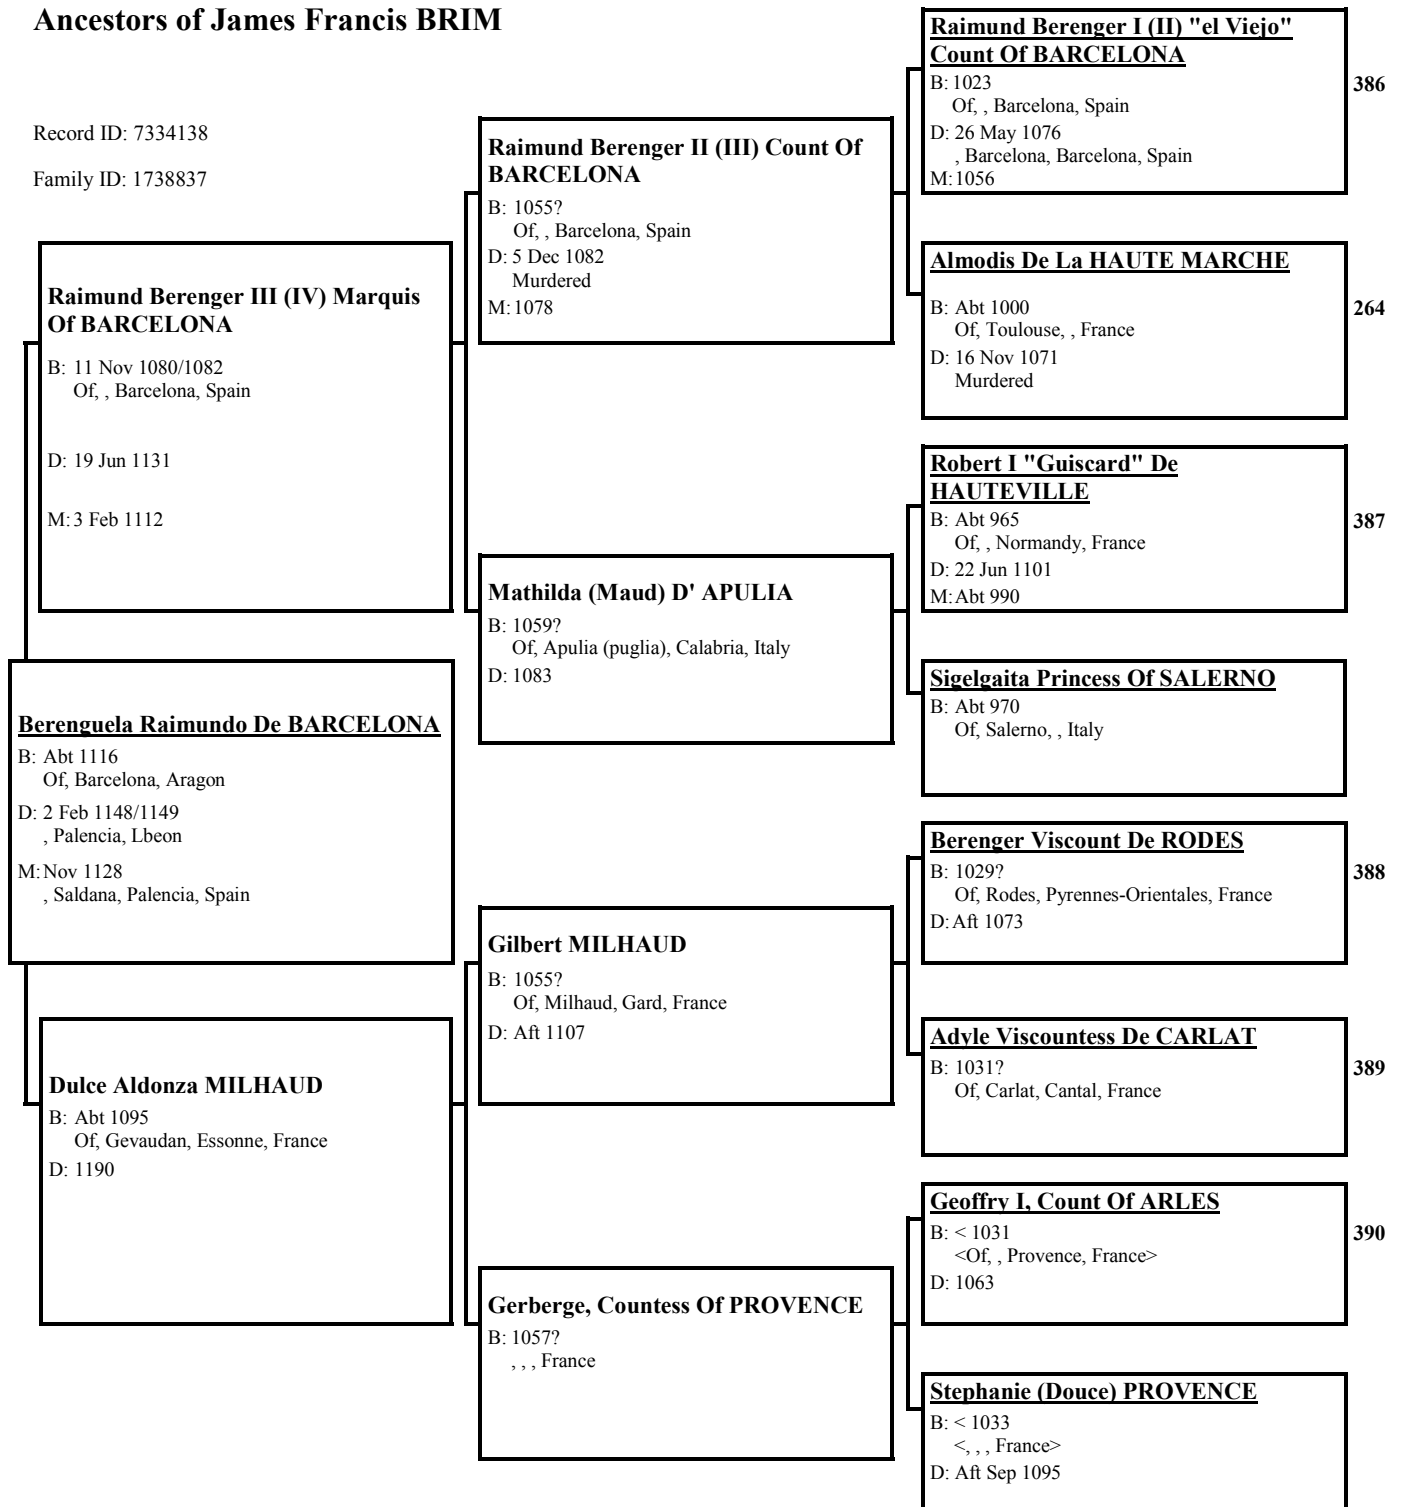 Ancestors of James Francis BRIM
Record ID: 7334138
Family ID: 1738837
Raimund Berenger III (IV) Marquis
Of BARCELONA
B: 11 Nov 1080/1082
Of, , Barcelona, Spain
D: 19 Jun 1131
M: 3 Feb 1112
Berenguela Raimundo De BARCELONA
B: Abt 1116
Of, Barcelona, Aragon
D: 2 Feb 1148/1149
, Palencia, Lbeon
M: Nov 1128
, Saldana, Palencia, Spain
Dulce Aldonza MILHAUD
B: Abt 1095
Of, Gevaudan, Essonne, France
D: 1190
Raimund Berenger II (III) Count Of
BARCELONA
B: 1055?
Of, , Barcelona, Spain
D: 5 Dec 1082
Murdered
M: 1078
Mathilda (Maud) D' APULIA
B: 1059?
Of, Apulia (puglia), Calabria, Italy
D: 1083
Gilbert MILHAUD
B: 1055?
Of, Milhaud, Gard, France
D: Aft 1107
Gerberge, Countess Of PROVENCE
B: 1057?
, , , France
Raimund Berenger I (II) "el Viejo"
Count Of BARCELONA
B: 1023
Of, , Barcelona, Spain
D: 26 May 1076
, Barcelona, Barcelona, Spain
M: 1056
386
Almodis De La HAUTE MARCHE
B: Abt 1000
Of, Toulouse, , France
D: 16 Nov 1071
Murdered
264
Robert I "Guiscard" De
HAUTEVILLE
B: Abt 965
Of, , Normandy, France
D: 22 Jun 1101
M: Abt 990
387
Sigelgaita Princess Of SALERNO
B: Abt 970
Of, Salerno, , Italy
Berenger Viscount De RODES
B: 1029?
Of, Rodes, Pyrennes-Orientales, France
D: Aft 1073
388
Adyle Viscountess De CARLAT
B: 1031?
Of, Carlat, Cantal, France
389
Geoffry I, Count Of ARLES
B: < 1031
<Of, , Provence, France>
D: 1063
390
Stephanie (Douce) PROVENCE
B: < 1033
<, , , France>
D: Aft Sep 1095